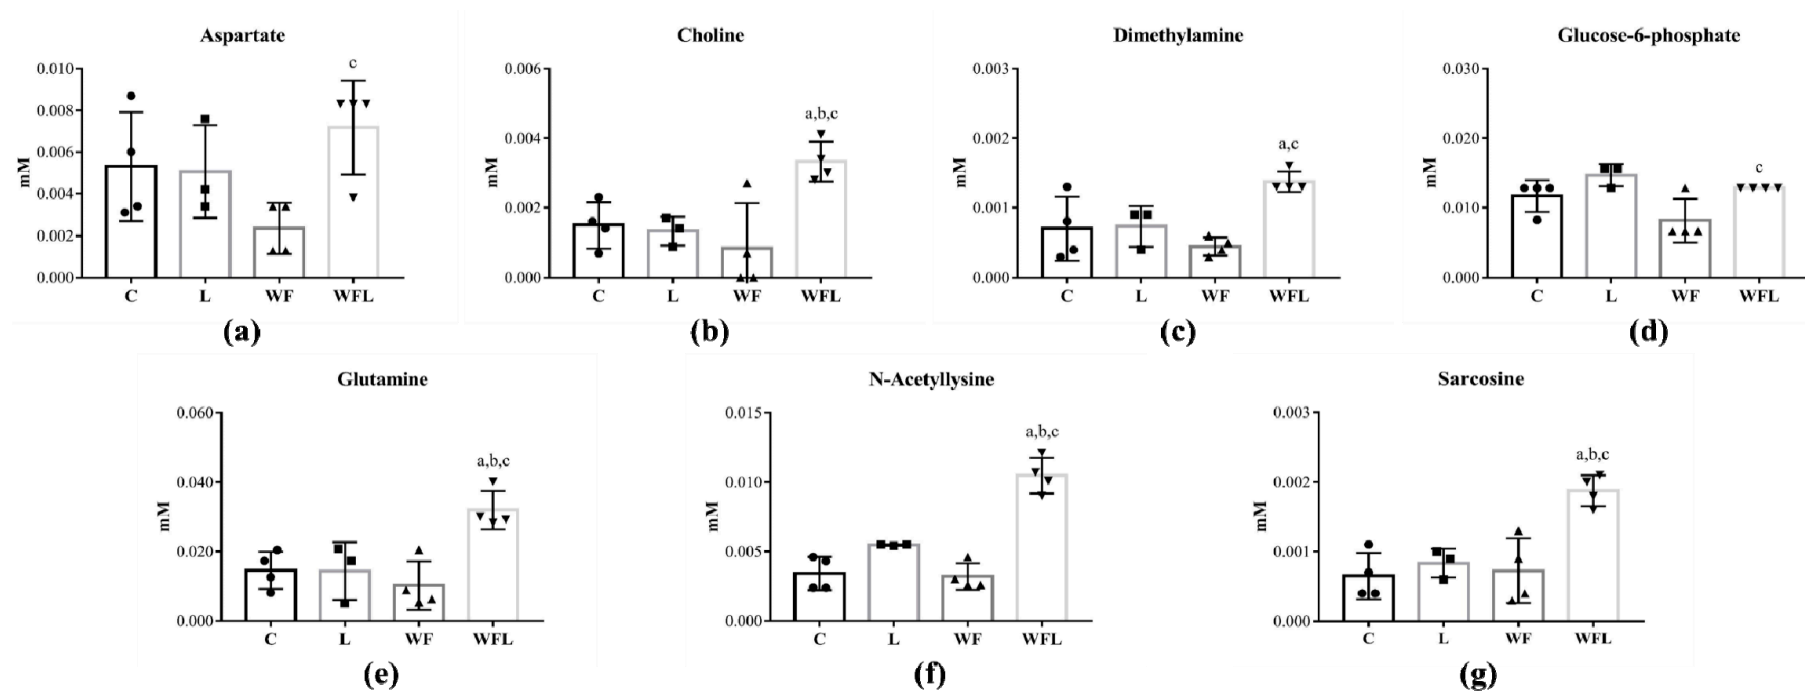 Aspartate
0.010
0.008
0.006
0.004
0.002
0.000
mM
c
C L WF WFL
(a)
Choline
0.006
0.004
0.002
0.000
mM
a,b,c
C L WF WFL
(b)
Dimethylamine
0.003
0.002
0.001
0.000
mM
a,c
C L WF WFL
(c)
Glucose-6-phosphate
0.030
0.020
0.010
0.000
mM
c
C L WF WFL
(d)
Glutamine
0.060
0.040
0.020
0.000
mM
a,b,c
C L WF WFL
(e)
N-Acetyllysine
0.015
0.010
0.005
0.000
mM
a,b,c
C L WF WFL
(f)
Sarcosine
0.003
0.002
0.001
0.000
mM
a,b,c
C L WF WFL
(g)